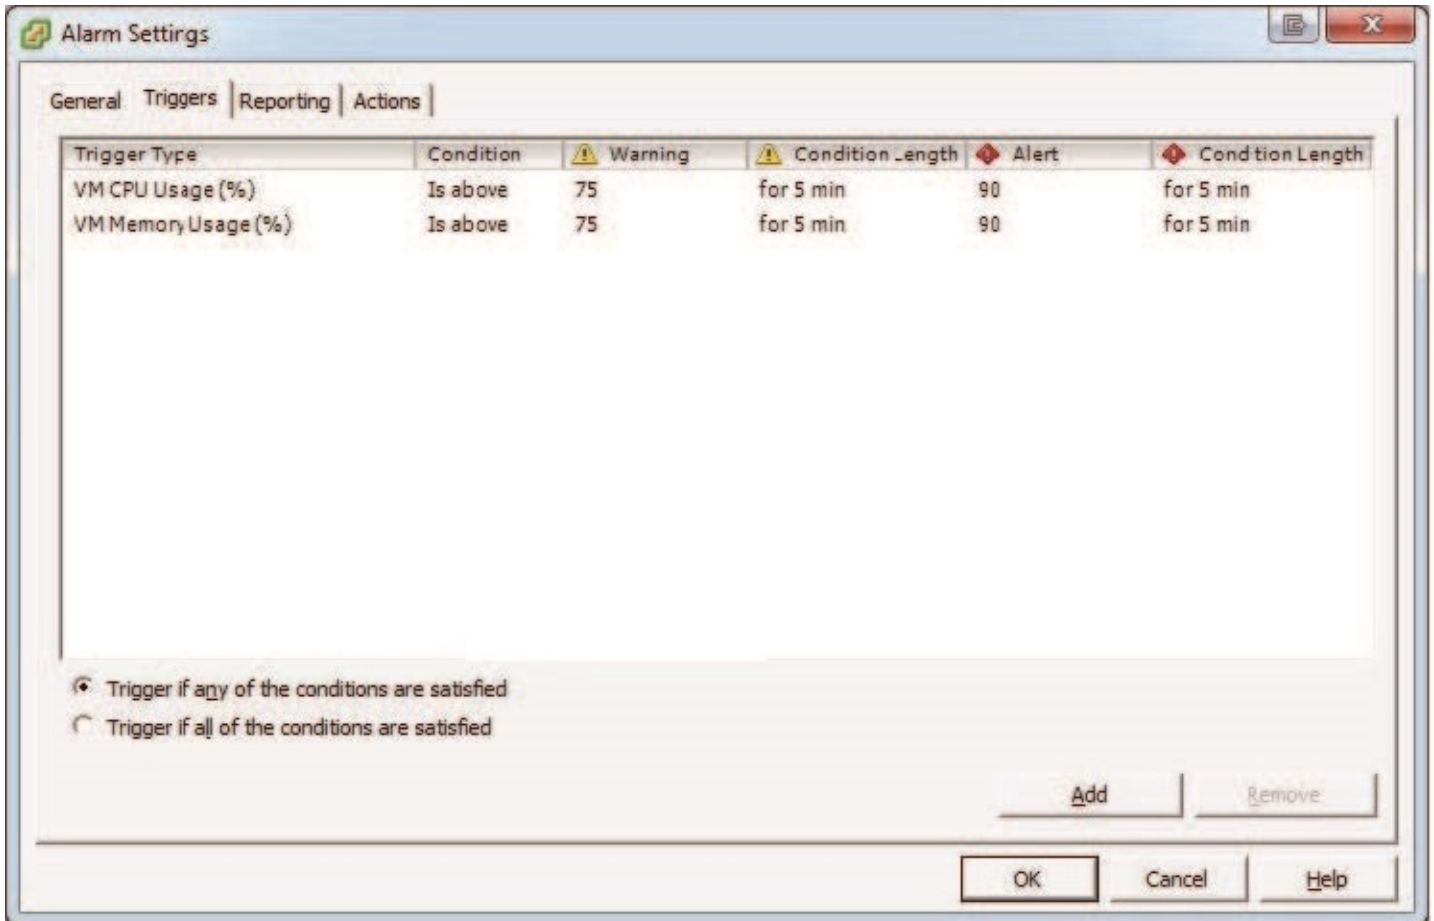 Alarm Settirgs
General Triggers Reporting Actions
Trigger Type Condition Warning Condition Length Alert Cond tion Length
VM CPU Usage (%) Is above 75 for 5 min 90 for 5 min
VM Memory Usage (%) Is above 75 for 5 min 90 for 5 min
Trigger if any of the conditions are satisfied
Trigger if all of the conditions are satisfied
Add Remove
OK Cancel Help